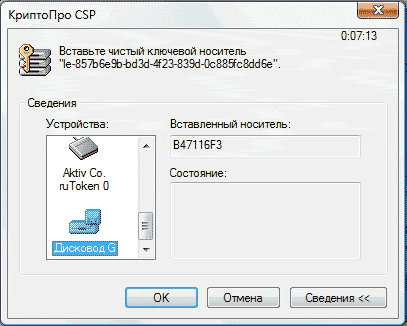 КриптоПро CSP
0:07:13
Вставьте чистый ключевой носитель
"le-857b6e9b-bd3d-4f23-839d-0c885fc8dd6e".
Сведения
Устройства:
Aktiv Co.
ruToken 0
Дисковод G
Вставленный носитель:
B47116F3
Состояние:
OK
Отмена
Сведения <<